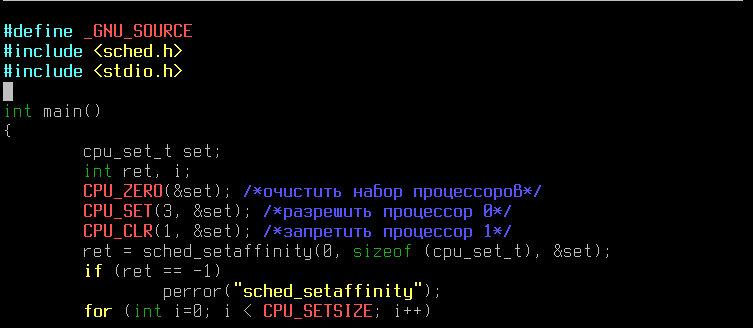 #define _GNU_SOURCE
#include <sched.h>
#include <stdio.h>
int main()
{
cpu_set_t set;
int ret, i;
CPU_ZERO(&set); /*очистить набор процессоров*/
CPU_SET(3, &set); /*разрешить процессор 0*/
CPU_CLR(1, &set); /*запретить процессор 1*/
ret = sched_setaffinity(0, sizeof (cpu_set_t), &set);
if (ret == -1)
perror("sched_setaffinity");
for (int i=0; i < CPU_SETSIZE; i++)